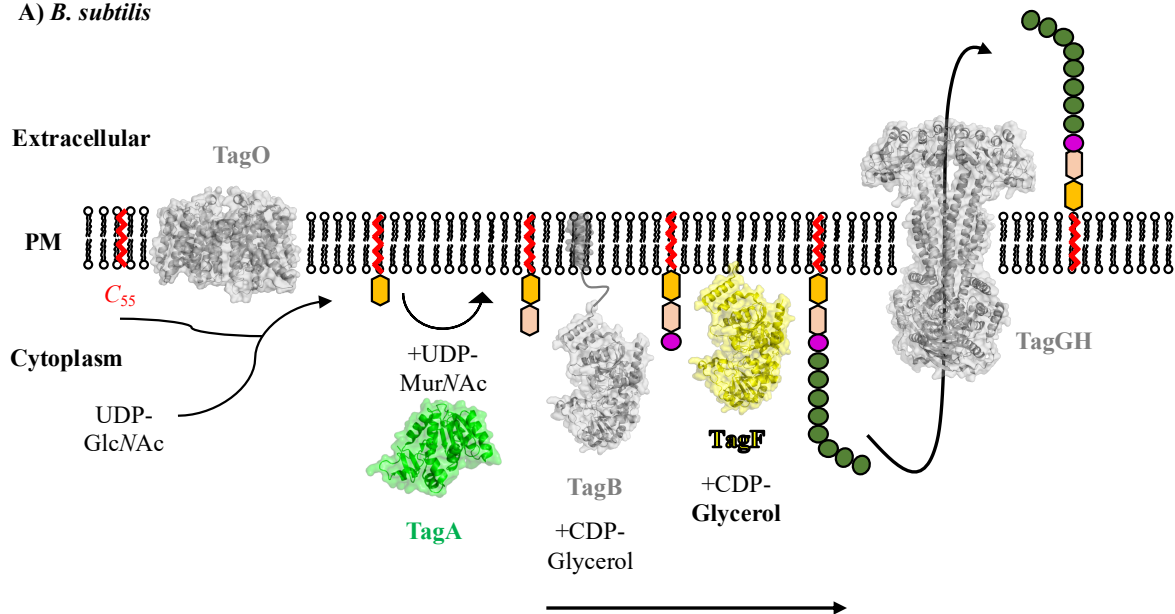 A) B. subtilis
Extracellular
TagO
PM
C55
Cytoplasm
UDP-
GlcNAc
+UDP-
MurNAc
TagA
TagB
+CDP-
Glycerol
TagF
+CDP-
Glycerol
TagGH